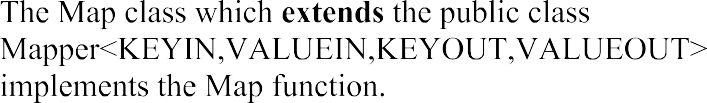 The Map class which extends the public class
Mapper<KEYIN,VALUEIN,KEYOUT,VALUEOUT>
implements the Map function.